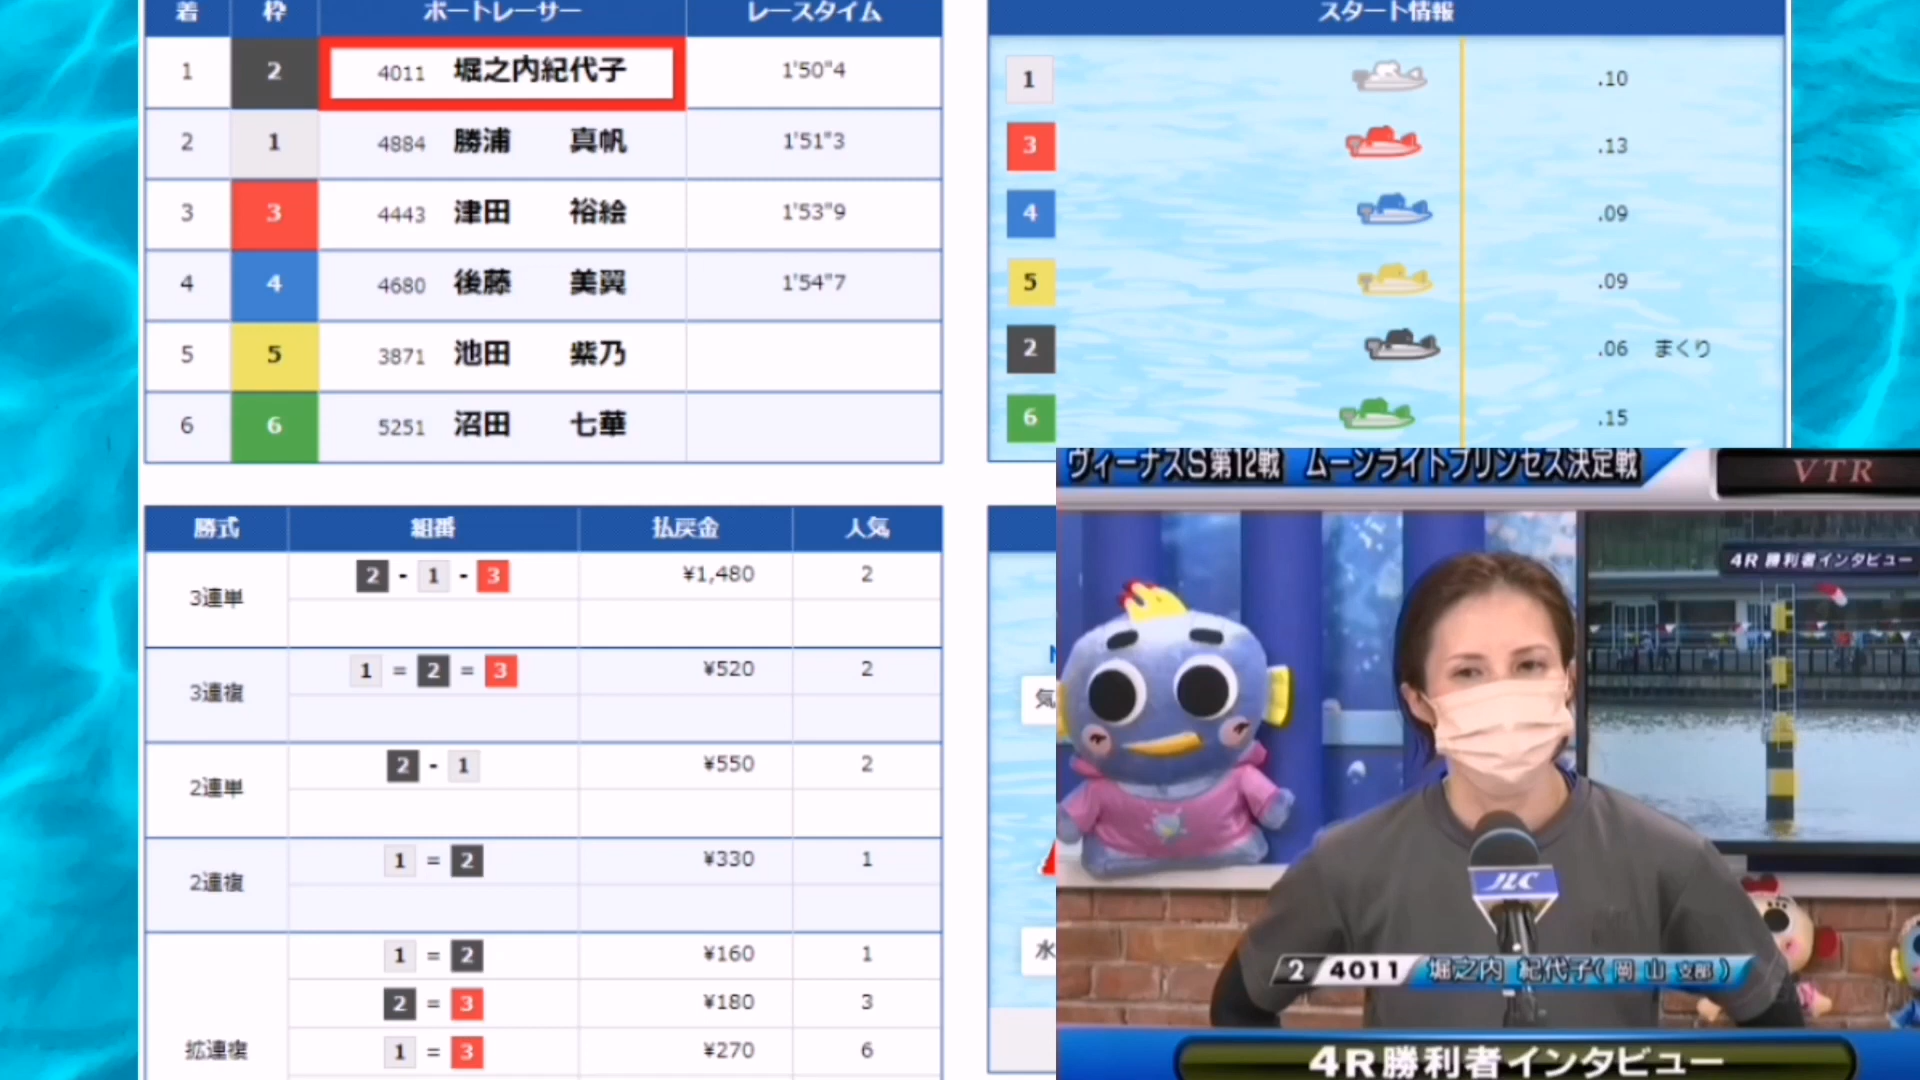 着 枠 ボートレーサー レースタイム
1 2 4011 堀之内紀代子 1'50"4
2 1 4884 勝浦 真帆 1'51"3
3 3 4443 津田 裕絵 1'53"9
4 4 4680 後藤 美翼 1'54"7
5 5 3871 池田 紫乃
6 6 5251 沼田 七華
スタート情報
1 .10
3 .13
4 .09
5 .09
2 .06 まくり
6 .15
勝式 組番 払戻金 人気
3連単 2 - 1 - 3 ¥1,480 2
3連複 1 = 2 = 3 ¥520 2
2連単 2 - 1 ¥550 2
2連複 1 = 2 ¥330 1
拡連複 1 = 2 ¥160 1
2 = 3 ¥180 3
1 = 3 ¥270 6
気
水
ヴィーナスS第12戦 ムーンライトプリンセス決定戦
VTR
4R 勝利者インタビュー
JLC
2 4011 堀之内 紀代子(岡山支部)
4R勝利者インタビュー